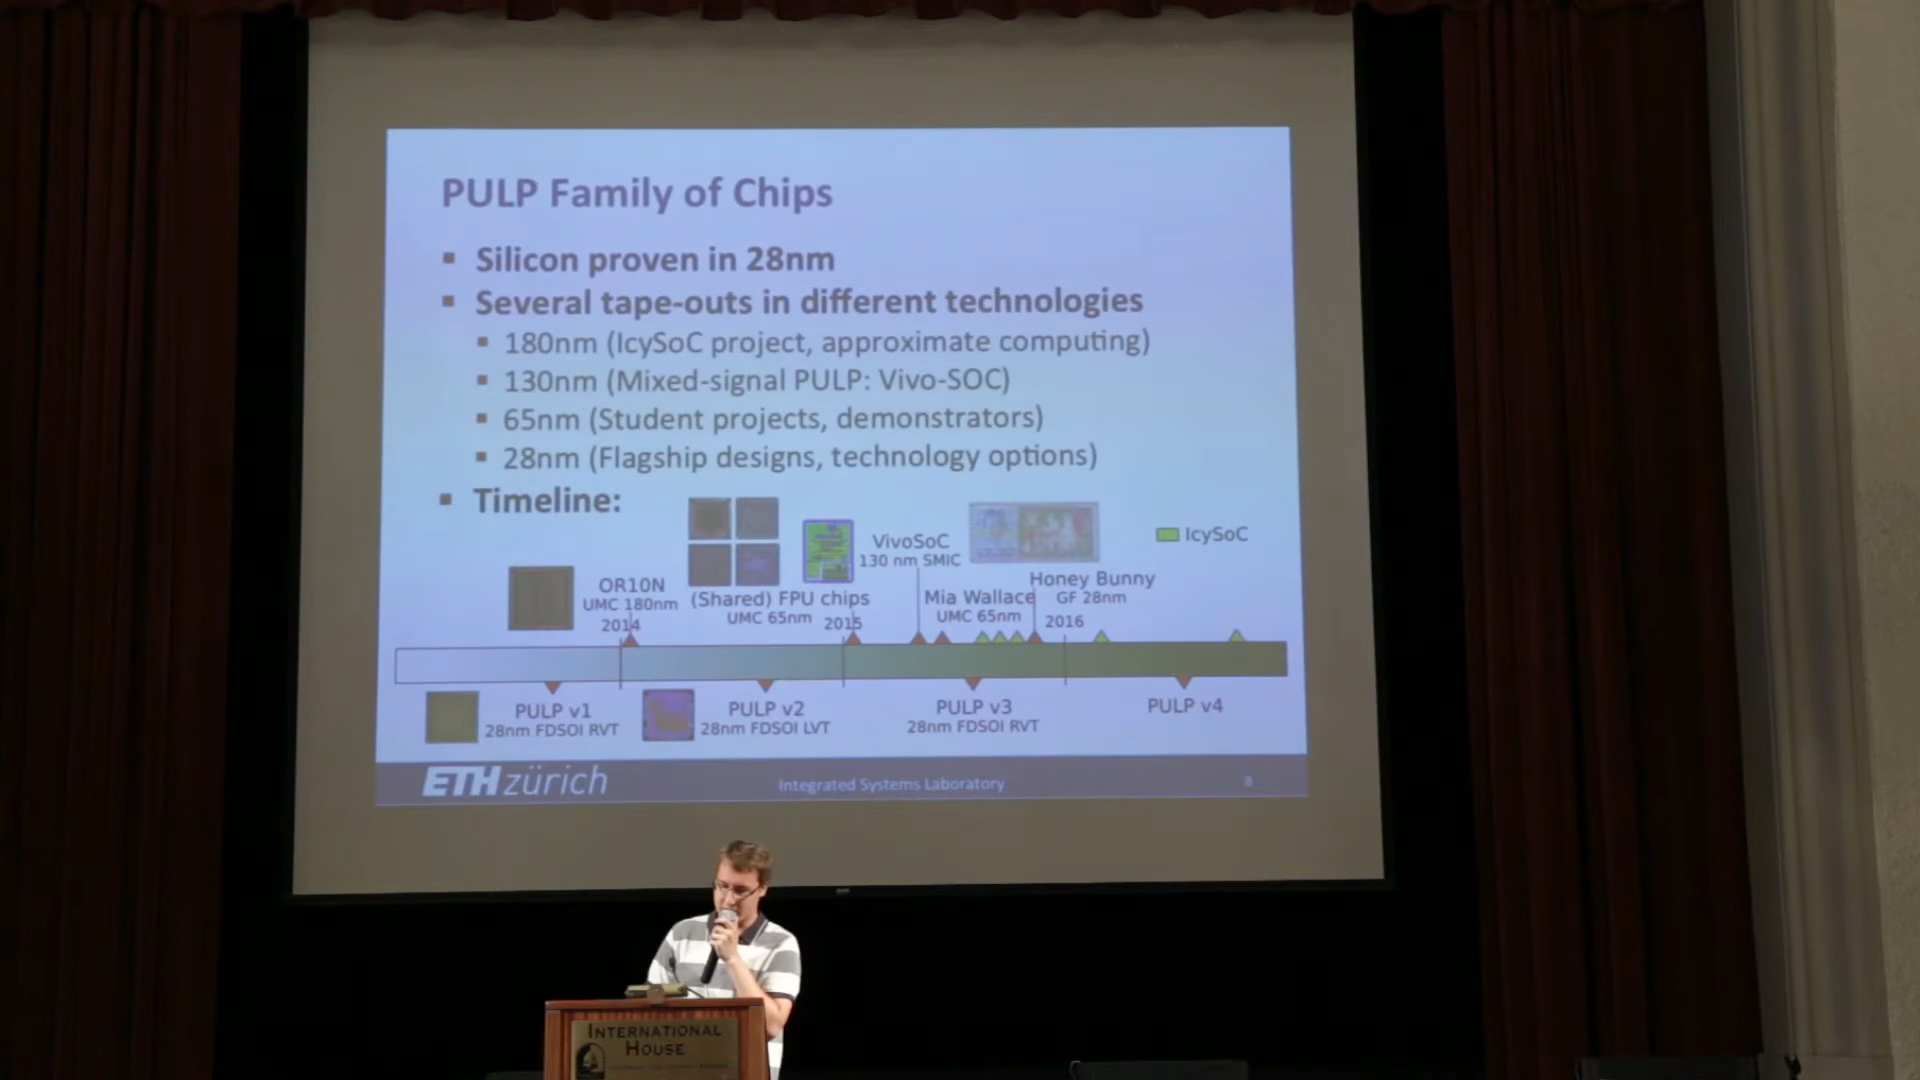 PULP Family of Chips
Silicon proven in 28nm
Several tape-outs in different technologies
180nm (IcySoC project, approximate computing)
130nm (Mixed-signal PULP: Vivo-SOC)
65nm (Student projects, demonstrators)
28nm (Flagship designs, technology options)
Timeline:
OR10N
UMC 180nm
2014
(Shared) FPU chips
UMC 65nm
2015
VivoSoC
130 nm SMIC
Mia Wallace
UMC 65nm
Honey Bunny
GF 28nm
2016
IcySoC
PULP v1
28nm FDSOI RVT
PULP v2
28nm FDSOI LVT
PULP v3
28nm FDSOI RVT
PULP v4
ETH zürich
Integrated Systems Laboratory
8
INTERNATIONAL
HOUSE